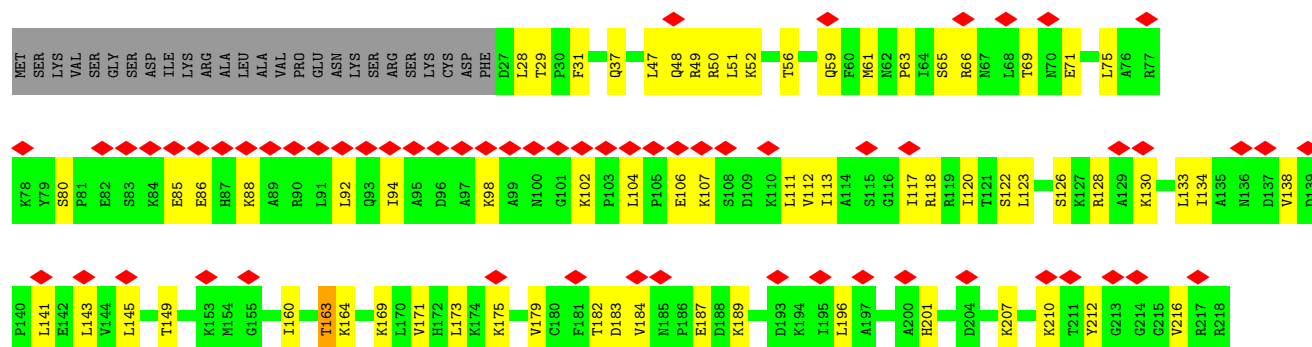 MET SER LYS VAL SER GLY SER ASP ILE LYS ARG ALA LEU ALA VAL PRO GLU ASN LYS SER ARG SER LYS CYS ASP PHE D27 L28 T29 P30 F31 Q37 L47 Q48 R49 R50 L51 K52 T56 Q59 F60 M61 N62 P63 I64 S65 R66 N67 L68 T69 N70 E71 L75 A76 R77
K78 Y79 S80 P81 E82 S83 K84 E85 E86 H87 K88 A89 R90 L91 L92 Q93 I94 A95 D96 A97 K98 A99 N100 G101 K102 P103 L104 P105 E106 K107 S108 D109 K110 L111 V112 I113 A114 S115 G116 I117 R118 R119 I120 T121 S122 L123 S126 K127 R128 A129 K130 L133 I134 A135 N136 D137 V138 D139
P140 L141 E142 L143 V144 L145 T149 K153 M154 G155 I160 T163 K164 K169 L170 V171 H172 L173 K174 K175 V179 C180 F181 T182 D183 V184 N185 P186 E187 D188 K189 D193 K194 I195 L196 A197 A200 H201 D204 K207 K210 T211 Y212 G213 G214 G215 V216 R217 R218